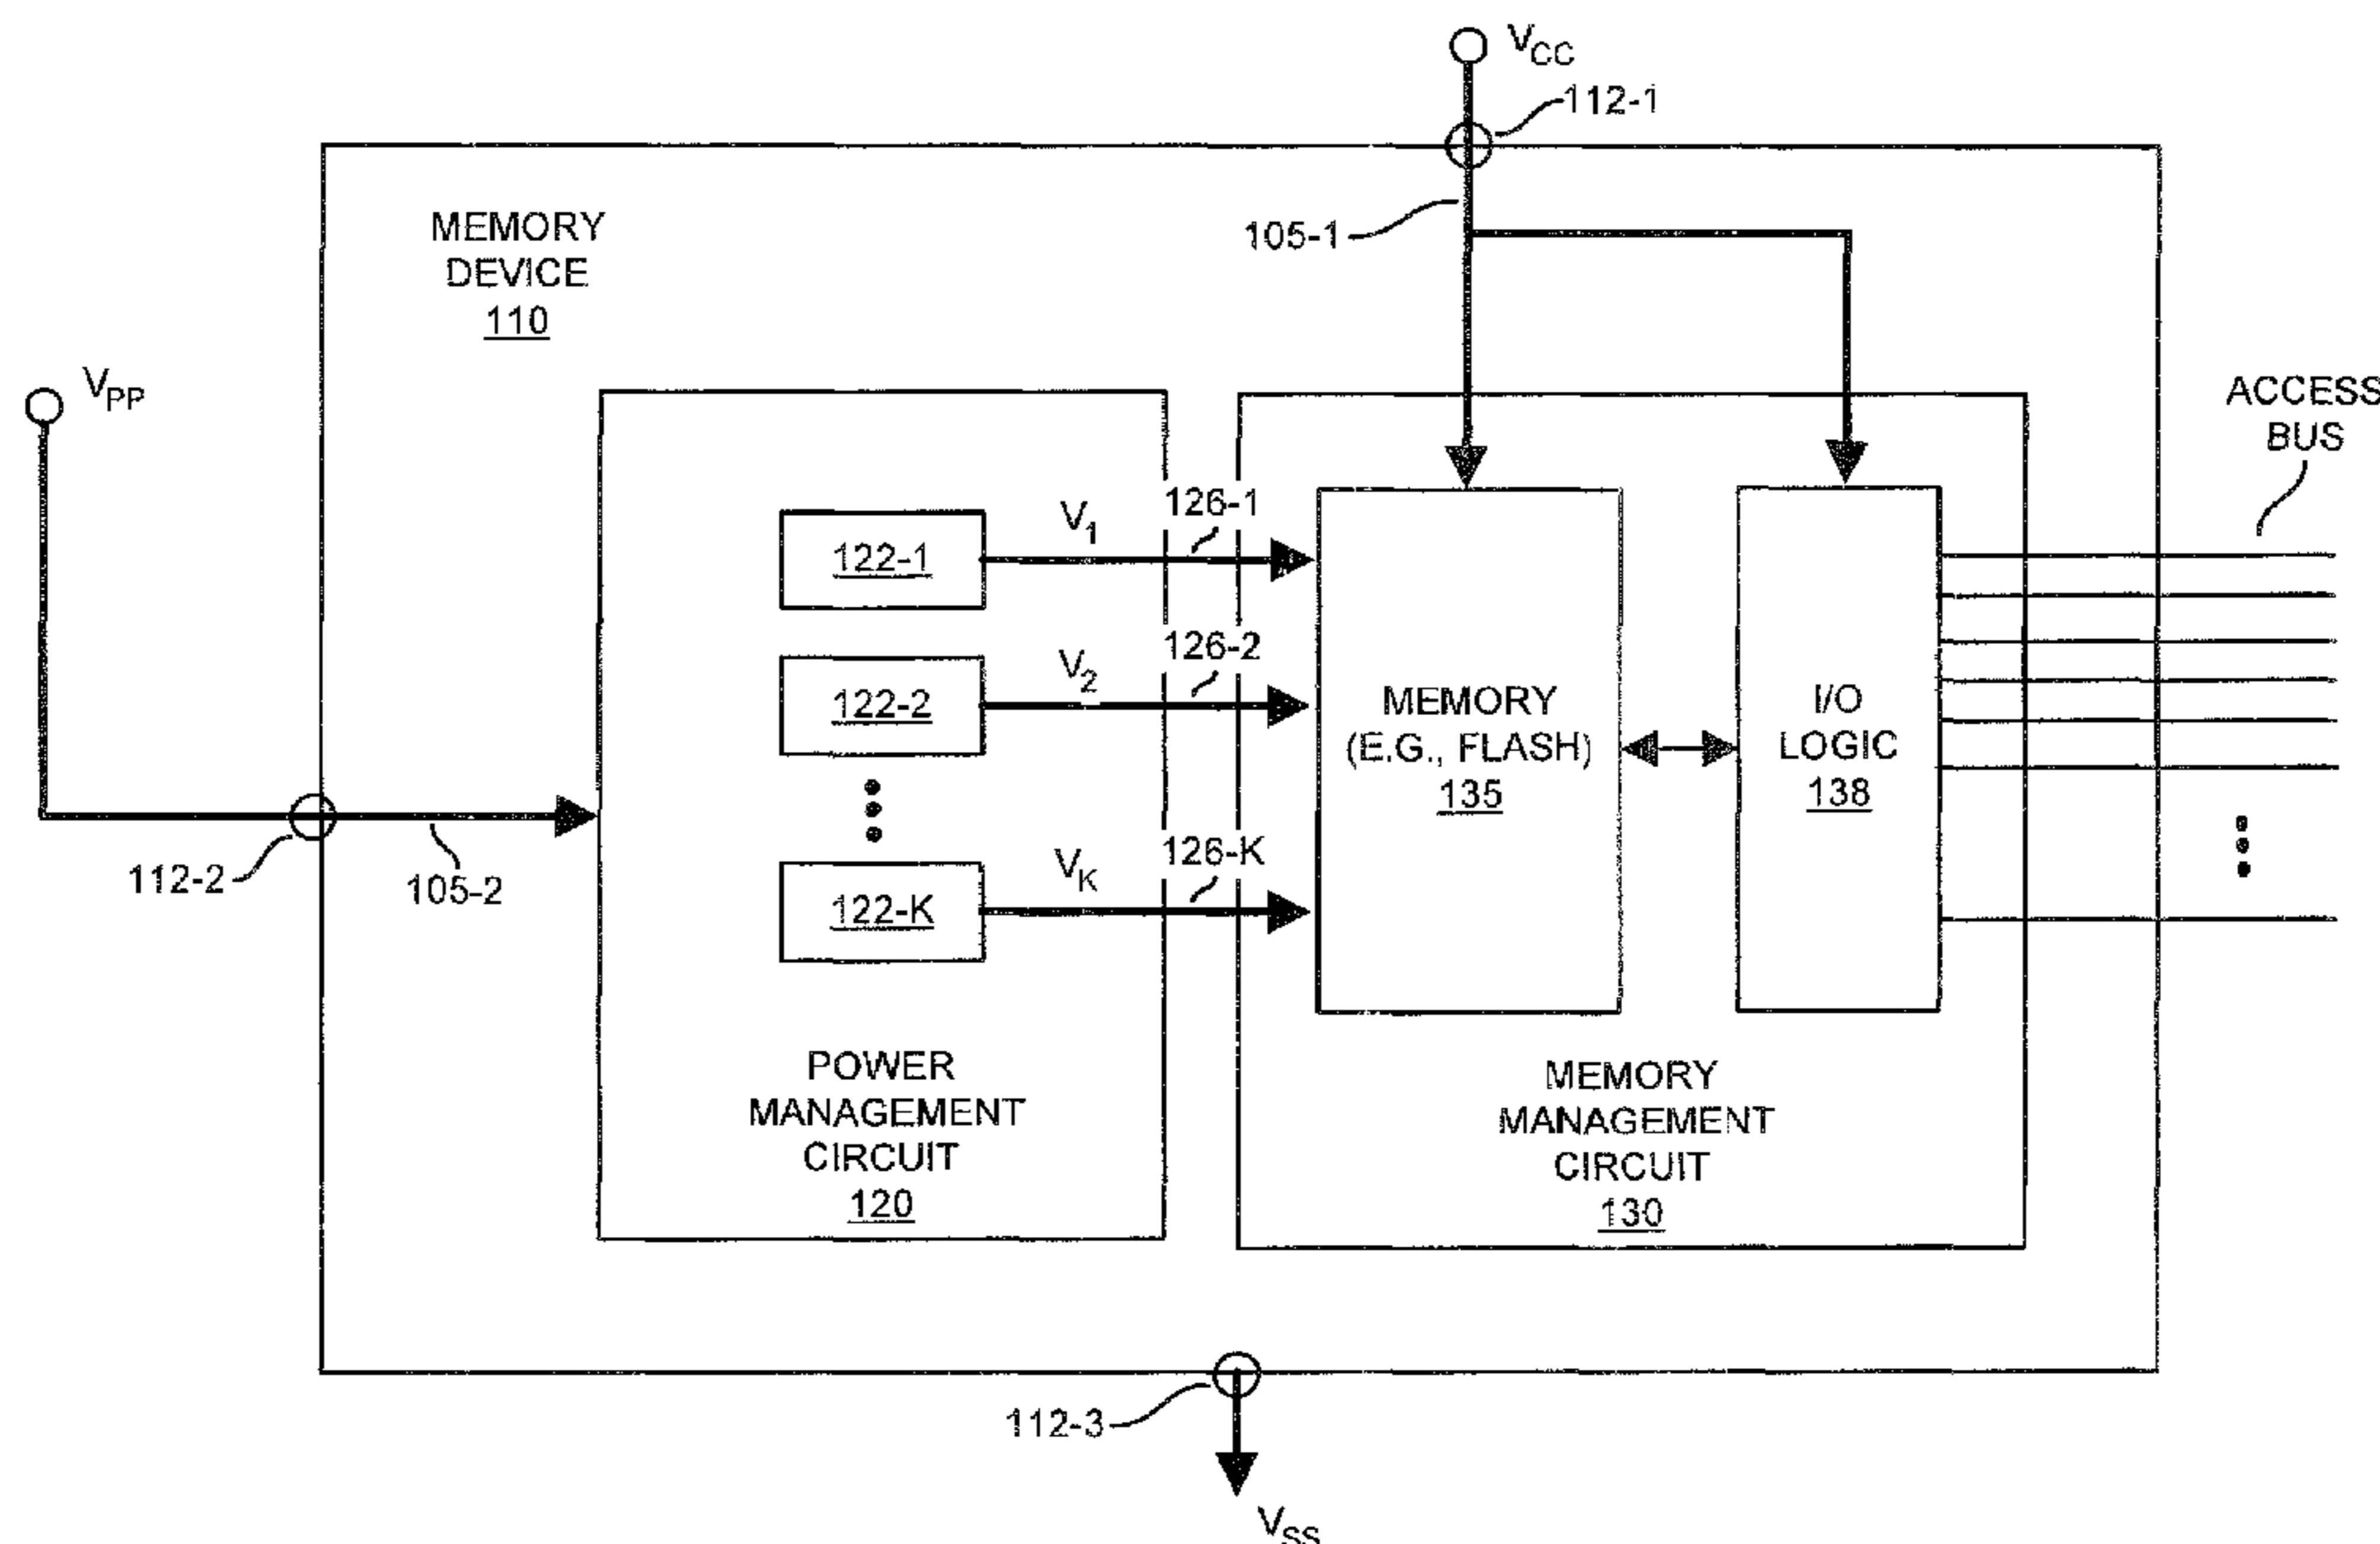 VCC
112-1
MEMORY
DEVICE
110
105-1
VPP
ACCESS
BUS
V1
126-1
122-1
V2
126-2
122-2
MEMORY
(E.G., FLASH)
135
I/O
LOGIC
138
112-2
105-2
VK
126-K
122-K
POWER
MANAGEMENT
CIRCUIT
120
MEMORY
MANAGEMENT
CIRCUIT
130
112-3
VSS